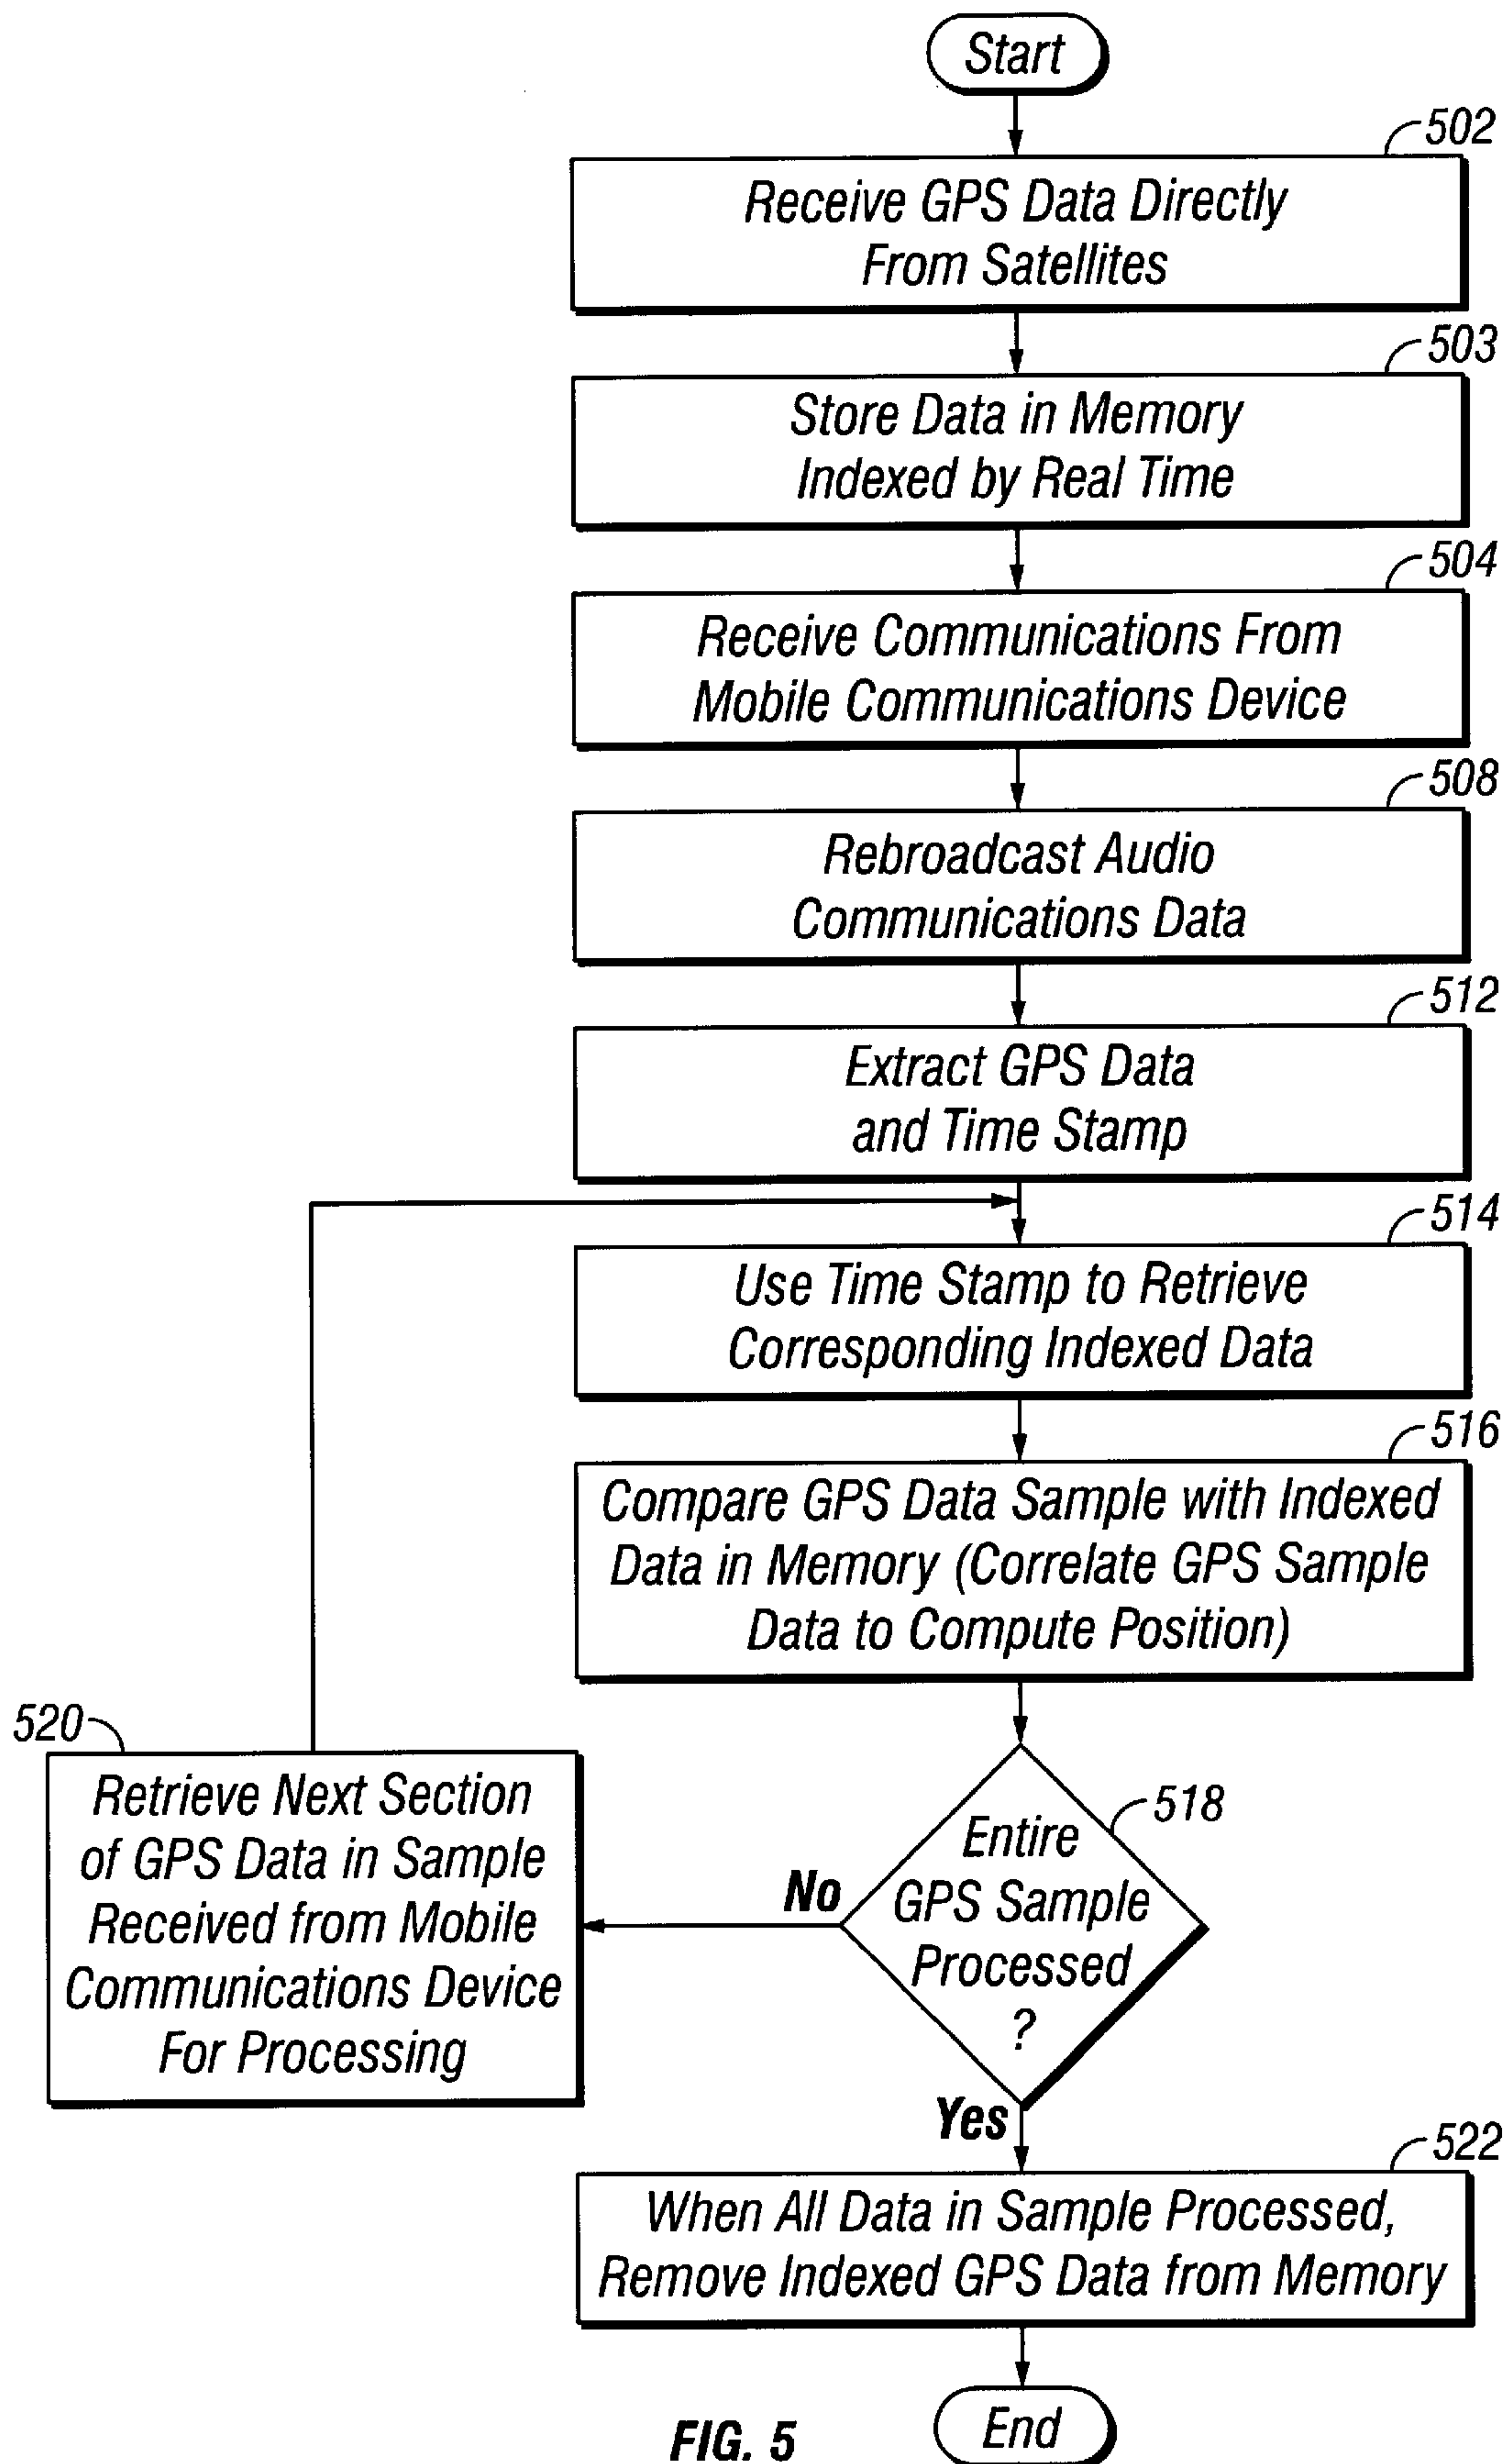 Start
502
Receive GPS Data Directly
From Satellites
503
Store Data in Memory
Indexed by Real Time
504
Receive Communications From
Mobile Communications Device
508
Rebroadcast Audio
Communications Data
512
Extract GPS Data
and Time Stamp
514
Use Time Stamp to Retrieve
Corresponding Indexed Data
516
Compare GPS Data Sample with Indexed
Data in Memory (Correlate GPS Sample
Data to Compute Position)
518
Entire
GPS Sample
Processed
?
No
520
Retrieve Next Section
of GPS Data in Sample
Received from Mobile
Communications Device
For Processing
Yes
522
When All Data in Sample Processed,
Remove Indexed GPS Data from Memory
End
FIG. 5